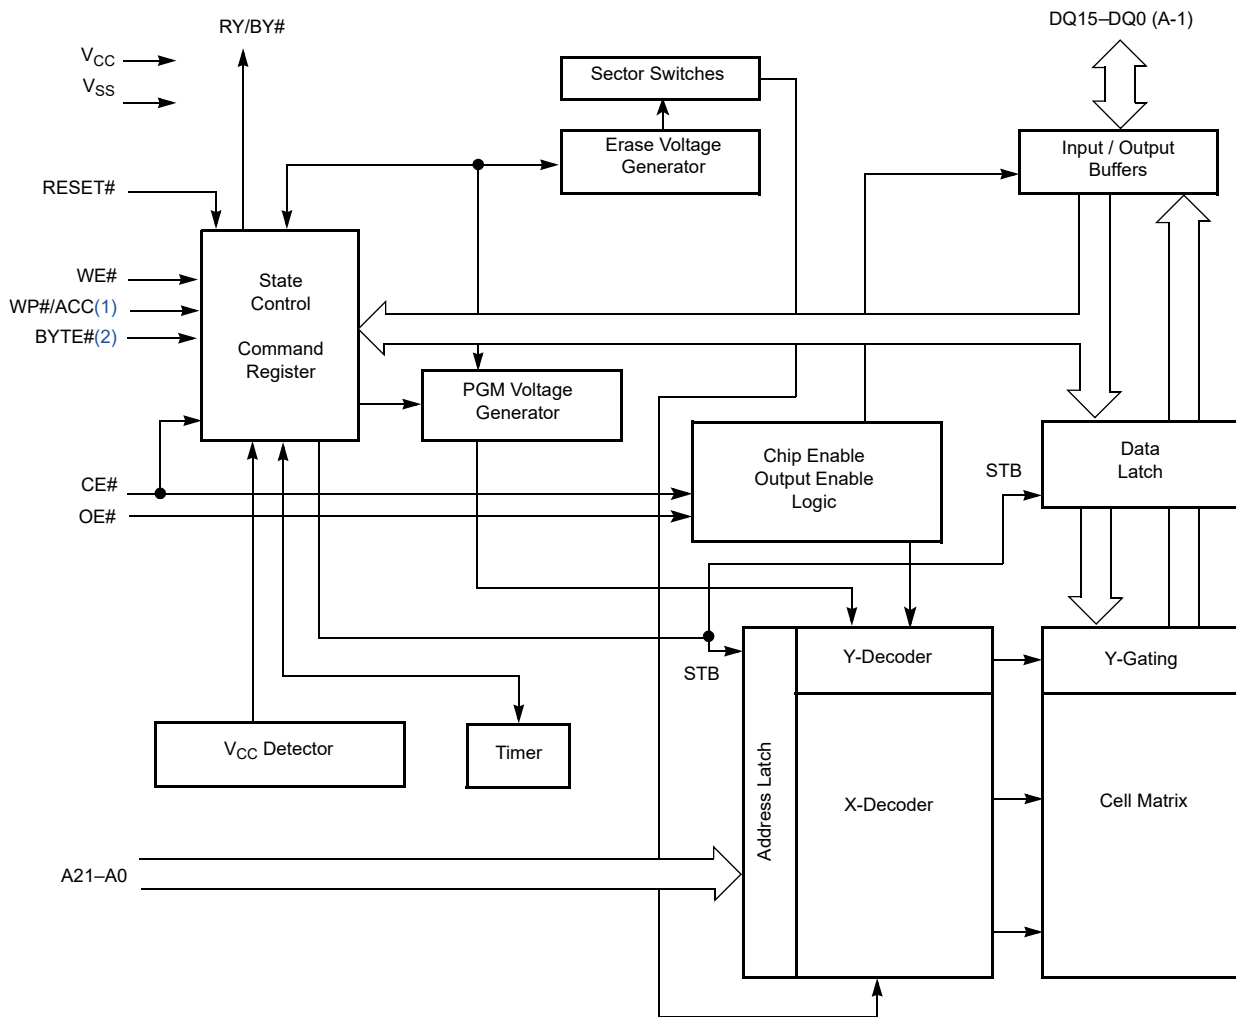 RY/BY#
DQ15–DQ0 (A-1)
VCC
VSS
Sector Switches
Erase Voltage
Generator
Input / Output
Buffers
RESET#
WE#
WP#/ACC(1)
BYTE#(2)
State
Control
Command
Register
PGM Voltage
Generator
CE#
OE#
Chip Enable
Output Enable
Logic
STB
Data
Latch
STB
Y-Decoder
Y-Gating
VCC Detector
Timer
Address Latch
X-Decoder
Cell Matrix
A21–A0